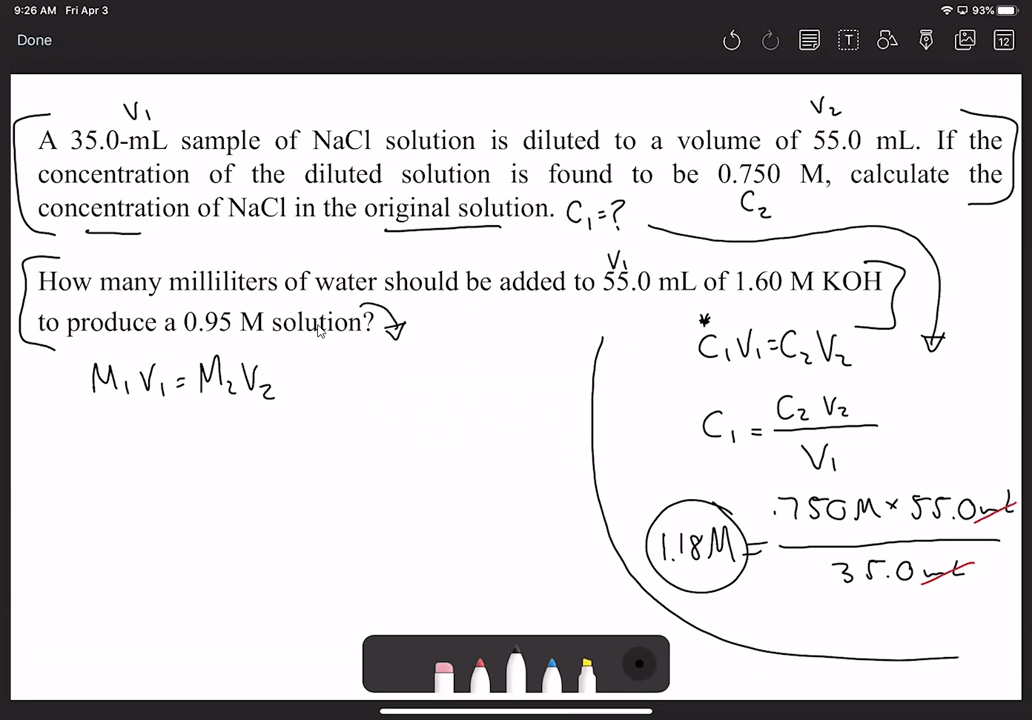 9:26 AM Fri Apr 3
93%
Done
12
V₁
V₂
A 35.0-mL sample of NaCl solution is diluted to a volume of 55.0 mL. If the
concentration of the diluted solution is found to be 0.750 M, calculate the
concentration of NaCl in the original solution. C₁=?
C₂
V₁
How many milliliters of water should be added to 55.0 mL of 1.60 M KOH
to produce a 0.95 M solution?
M₁V₁=M₂V₂
*
C₁V₁=C₂V₂
C₁ = C₂ V₂
V₁
.750M × 55.0mL
1.18M =
35.0mL